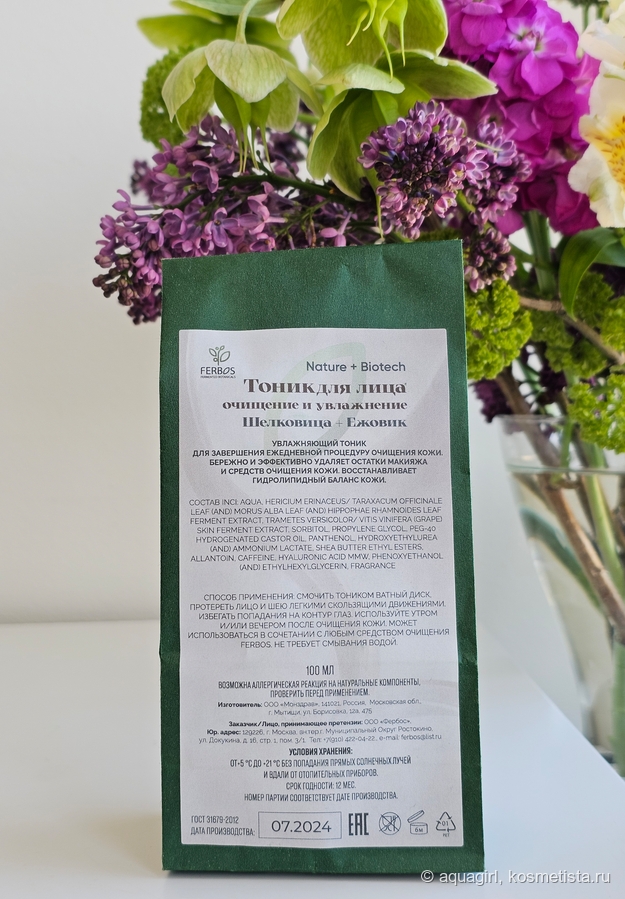 FERBOS
FERMENTED BOTANICALS
Nature + Biotech
Тоник для лица
очищение и увлажнение
Шелковица + Ежовик
УВЛАЖНЯЮЩИЙ ТОНИК
ДЛЯ ЗАВЕРШЕНИЯ ЕЖЕДНЕВНОЙ ПРОЦЕДУРУ ОЧИЩЕНИЯ КОЖИ.
БЕРЕЖНО И ЭФФЕКТИВНО УДАЛЯЕТ ОСТАТКИ МАКИЯЖА
И СРЕДСТВ ОЧИЩЕНИЯ КОЖИ. ВОССТАНАВЛИВАЕТ
ГИДРОЛИПИДНЫЙ БАЛАНС КОЖИ.
СОСТАВ INCI: AQUA, HERICIUM ERINACEUS/ TARAXACUM OFFICINALE
LEAF (AND) MORUS ALBA LEAF (AND) HIPPOPHAE RHAMNOIDES LEAF
FERMENT EXTRACT, TRAMETES VERSICOLOR/ VITIS VINIFERA (GRAPE)
SKIN FERMENT EXTRACT, SORBITOL, PROPYLENE GLYCOL, PEG-40
HYDROGENATED CASTOR OIL, PANTHENOL, HYDROXYETHYLUREA
(AND) AMMONIUM LACTATE, SHEA BUTTER ETHYL ESTERS,
ALLANTOIN, CAFFEINE, HYALURONIC ACID MMW, PHENOXYETHANOL
(AND) ETHYLHEXYLGLYCERIN, FRAGRANCE.
СПОСОБ ПРИМЕНЕНИЯ: СМОЧИТЬ ТОНИКОМ ВАТНЫЙ ДИСК,
ПРОТЕРЕТЬ ЛИЦО И ШЕЮ ЛЕГКИМИ СКОЛЬЗЯЩИМИ ДВИЖЕНИЯМИ.
ИЗБЕГАТЬ ПОПАДАНИЯ НА КОНТУР ГЛАЗ. ИСПОЛЬЗУЙТЕ УТРОМ
И/ИЛИ ВЕЧЕРОМ ПОСЛЕ ОЧИЩЕНИЯ КОЖИ. МОЖЕТ
ИСПОЛЬЗОВАТЬСЯ В СОЧЕТАНИИ С ЛЮБЫМ СРЕДСТВОМ ОЧИЩЕНИЯ
FERBOS. НЕ ТРЕБУЕТ СМЫВАНИЯ ВОДОЙ.
100 МЛ
ВОЗМОЖНА АЛЛЕРГИЧЕСКАЯ РЕАКЦИЯ НА НАТУРАЛЬНЫЕ КОМПОНЕНТЫ,
ПРОВЕРИТЬ ПЕРЕД ПРИМЕНЕНИЕМ.
Изготовитель: ООО «Монздрав», 141021, Россия, Московская обл.,
г. Мытищи, ул. Борисовка, 12а, 475
Заказчик/Лицо, принимающее претензии: ООО «Фербос».
Юр. адрес: 129226, г. Москва, вн.тер.г. Муниципальный Округ Ростокино,
ул. Докукина, д. 16, стр. 1, пом. 3/1. Тел: +7(910) 422-04-22, e-mail: ferbos@list.ru
УСЛОВИЯ ХРАНЕНИЯ:
ОТ+5 °С ДО +21 °С БЕЗ ПОПАДАНИЯ ПРЯМЫХ СОЛНЕЧНЫХ ЛУЧЕЙ
И ВДАЛИ ОТ ОТОПИТЕЛЬНЫХ ПРИБОРОВ.
СРОК ГОДНОСТИ: 12 МЕС.
НОМЕР ПАРТИИ СООТВЕТСТВУЕТ ДАТЕ ПРОИЗВОДСТВА.
ГОСТ 31679-2012
ДАТА ПРОИЗВОДСТВА:
07.2024
EAC
6м
01
© aquagirl, kosmetista.ru